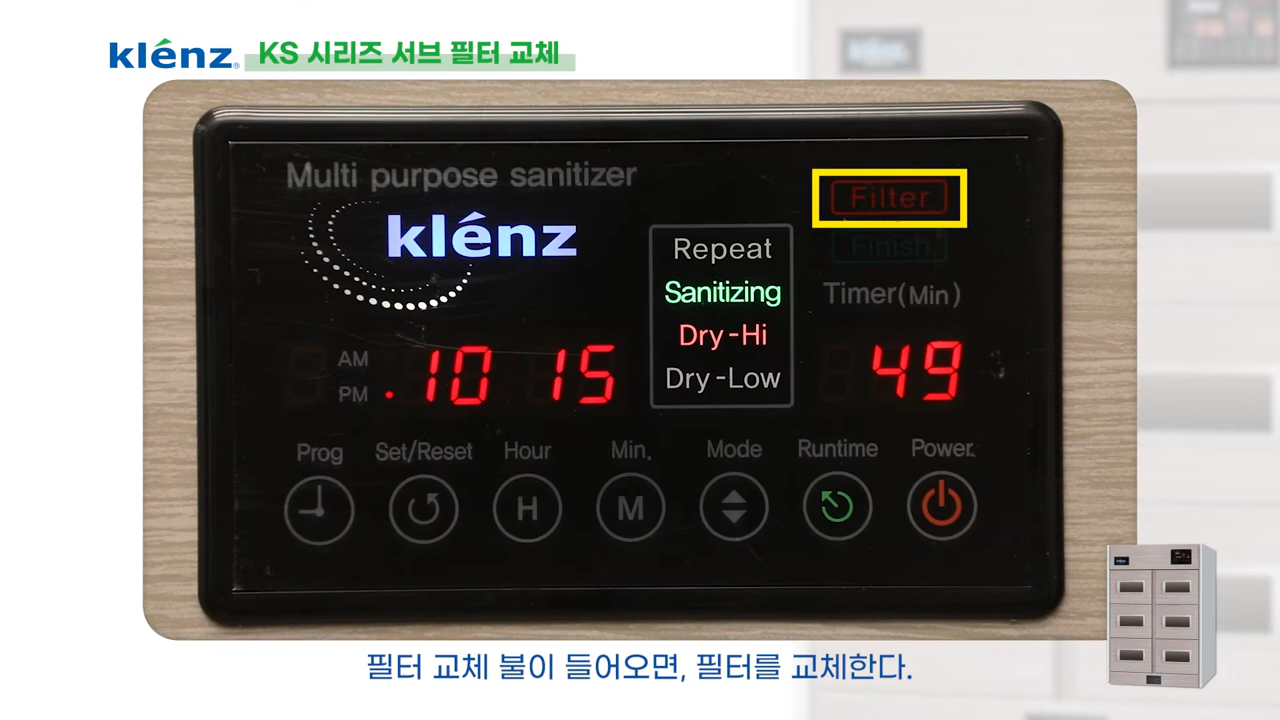 klénz® KS 시리즈 서브 필터 교체
Multi purpose sanitizer
klénz
Filter
Finish
Repeat
Sanitizing
Dry-Hi
Dry-Low
Timer(Min)
AM
PM
.10 15
49
Prog Set/Reset Hour Min. Mode Runtime Power
H M
필터 교체 불이 들어오면, 필터를 교체한다.